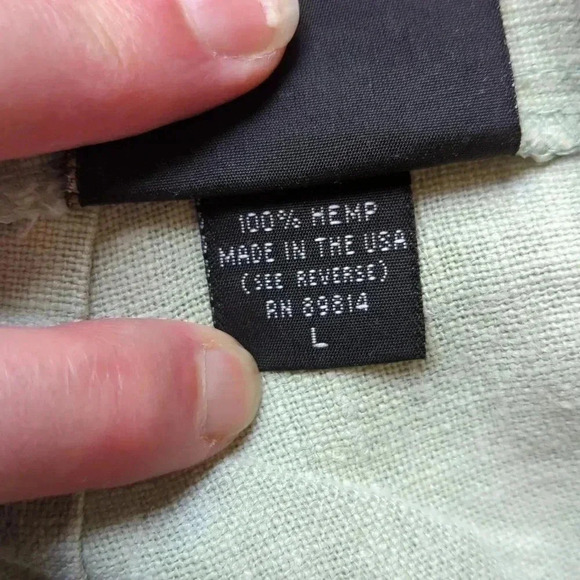 100% HEMP
MADE IN THE USA
(SEE REVERSE)
RN 89814
L